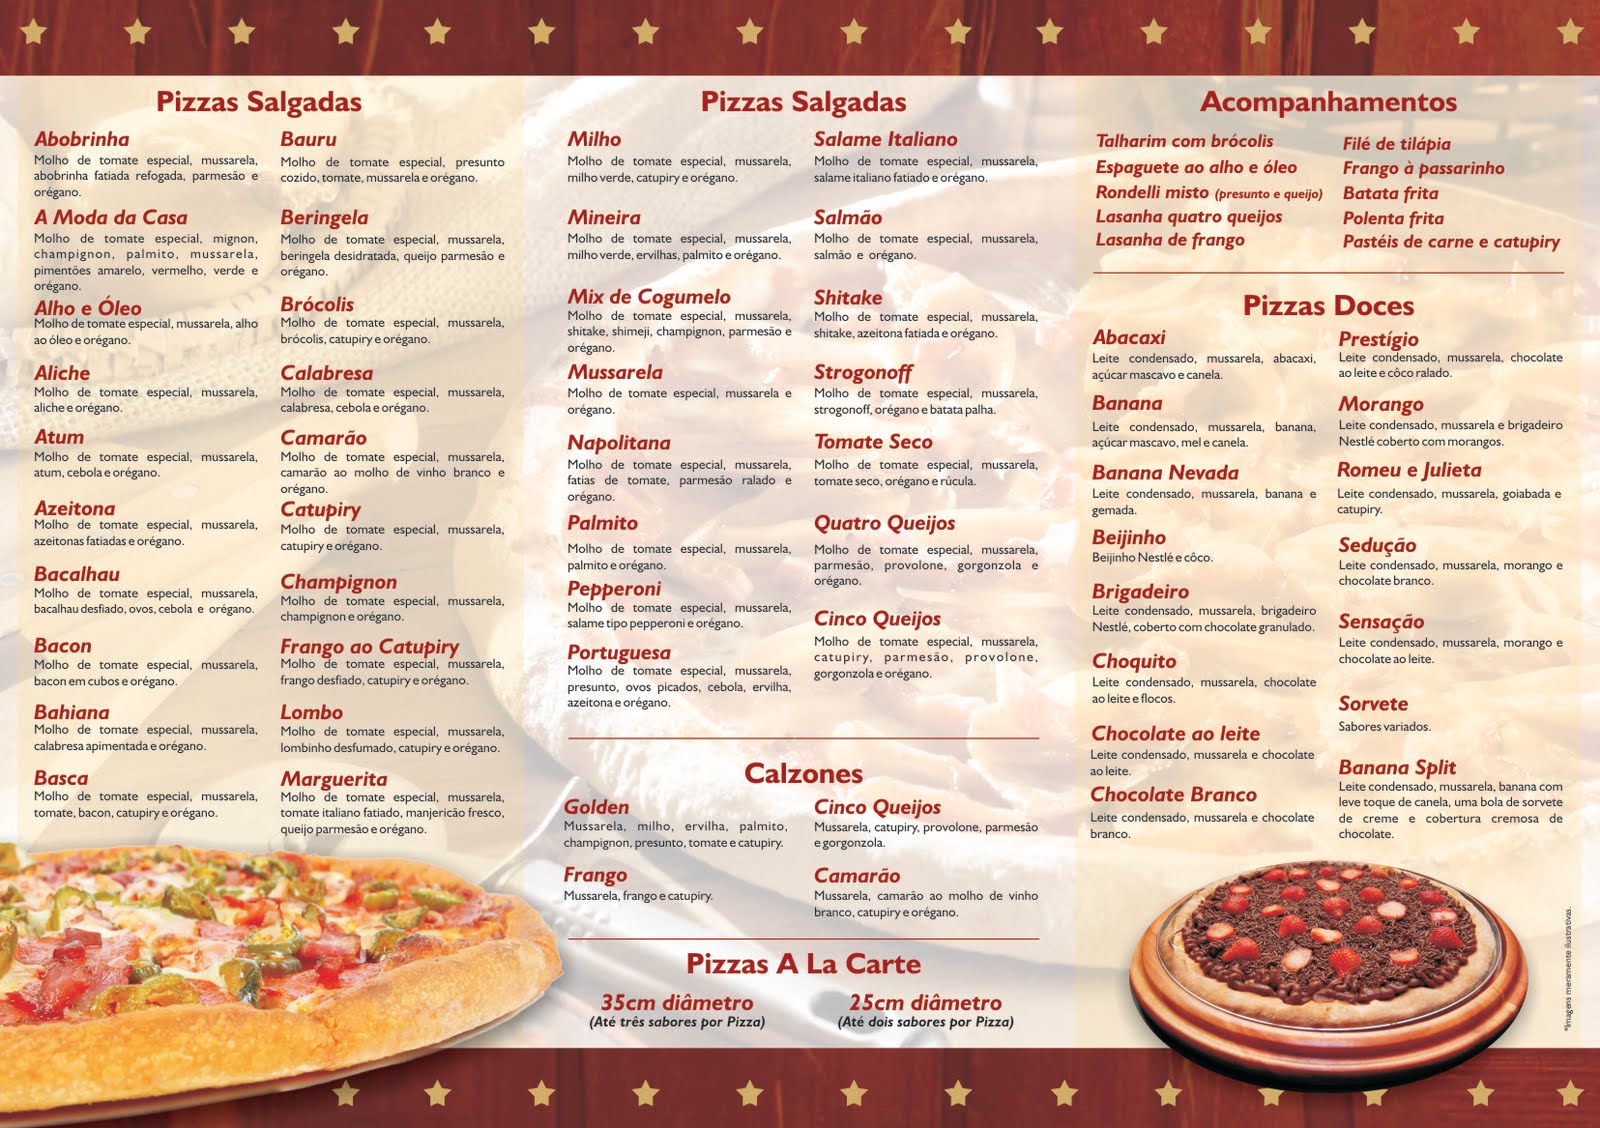 Pizzas Salgadas
Abobrinha
Molho de tomate especial, mussarela,
abobrinha fatiada refogada, parmesão e
orégano.
A Moda da Casa
Molho de tomate especial, mignon,
champignon, palmito, mussarela,
pimentões amarelo, vermelho, verde e
orégano.
Alho e Óleo
Molho de tomate especial, mussarela, alho
ao óleo e orégano.
Aliche
Molho de tomate especial, mussarela,
aliche e orégano.
Atum
Molho de tomate especial, mussarela,
atum, cebola e orégano.
Azeitona
Molho de tomate especial, mussarela,
azeitonas fatiadas e orégano.
Bacalhau
Molho de tomate especial, mussarela,
bacalhau desfiado, ovos, cebola e orégano.
Bacon
Molho de tomate especial, mussarela,
bacon em cubos e orégano.
Bahiana
Molho de tomate especial, mussarela,
calabresa apimentada e orégano.
Basca
Molho de tomate especial, mussarela,
tomate, bacon, catupiry e orégano.
Bauru
Molho de tomate especial, presunto
cozido, tomate, mussarela e orégano.
Beringela
Molho de tomate especial, mussarela,
beringela desidratada, queijo parmesão e
orégano.
Brócolis
Molho de tomate especial, mussarela,
brócolis, catupiry e orégano.
Calabresa
Molho de tomate especial, mussarela,
calabresa, cebola e orégano.
Camarão
Molho de tomate especial, mussarela,
camarão ao molho de vinho branco e
orégano.
Catupiry
Molho de tomate especial, mussarela,
catupiry e orégano.
Champignon
Molho de tomate especial, mussarela,
champignon e orégano.
Frango ao Catupiry
Molho de tomate especial, mussarela,
frango desfiado, catupiry e orégano.
Lombo
Molho de tomate especial, mussarela,
lombinho desfumado, catupiry e orégano.
Marguerita
Molho de tomate especial, mussarela,
tomate italiano fatiado, manjericão fresco,
queijo parmesão e orégano.
Pizzas Salgadas
Milho
Molho de tomate especial, mussarela,
milho verde, catupiry e orégano.
Mineira
Molho de tomate especial, mussarela,
milho verde, ervilhas, palmito e orégano.
Mix de Cogumelo
Molho de tomate especial, mussarela,
shitake, shimeji, champignon, parmesão e
orégano.
Mussarela
Molho de tomate especial, mussarela e
orégano.
Napolitana
Molho de tomate especial, mussarela,
fatias de tomate, parmesão ralado e
orégano.
Palmito
Molho de tomate especial, mussarela,
palmito e orégano.
Pepperoni
Molho de tomate especial, mussarela,
salame tipo pepperoni e orégano.
Portuguesa
Molho de tomate especial, mussarela,
presunto, ovos picados, cebola, ervilha,
azeitona e orégano.
Salame Italiano
Molho de tomate especial, mussarela,
salame italiano fatiado e orégano.
Salmão
Molho de tomate especial, mussarela,
salmão e orégano.
Shitake
Molho de tomate especial, mussarela,
shitake, azeitona fatiada e orégano.
Strogonoff
Molho de tomate especial, mussarela,
strogonoff, orégano e batata palha.
Tomate Seco
Molho de tomate especial, mussarela,
tomate seco, orégano e rúcula.
Quatro Queijos
Molho de tomate especial, mussarela,
parmesão, provolone, gorgonzola e
orégano.
Cinco Queijos
Molho de tomate especial, mussarela,
catupiry, parmesão, provolone,
gorgonzola e orégano.
Calzones
Golden
Mussarela, milho, ervilha, palmito,
champignon, presunto, tomate e catupiry.
Frango
Mussarela, frango e catupiry.
Cinco Queijos
Mussarela, catupiry, provolone, parmesão
e gorgonzola.
Camarão
Mussarela, camarão ao molho de vinho
branco, catupiry e orégano.
Pizzas A La Carte
35cm diâmetro
(Até três sabores por Pizza)
25cm diâmetro
(Até dois sabores por Pizza)
Acompanhamentos
Talharim com brócolis
Espaguete ao alho e óleo
Rondelli misto (presunto e queijo)
Lasanha quatro queijos
Lasanha de frango
Filé de tilápia
Frango à passarinho
Batata frita
Polenta frita
Pastéis de carne e catupiry
Pizzas Doces
Abacaxi
Leite condensado, mussarela, abacaxi,
açúcar mascavo e canela.
Banana
Leite condensado, mussarela, banana,
açúcar mascavo, mel e canela.
Banana Nevada
Leite condensado, mussarela, banana e
gemada.
Beijinho
Beijinho Nestlé e côco.
Brigadeiro
Leite condensado, mussarela, brigadeiro
Nestlé, coberto com chocolate granulado.
Choquito
Leite condensado, mussarela, chocolate
ao leite e flocos.
Chocolate ao leite
Leite condensado, mussarela e chocolate
ao leite.
Chocolate Branco
Leite condensado, mussarela e chocolate
branco.
Prestígio
Leite condensado, mussarela, chocolate
ao leite e côco ralado.
Morango
Leite condensado, mussarela e brigadeiro
Nestlé coberto com morangos.
Romeu e Julieta
Leite condensado, mussarela, goiabada e
catupiry.
Sedução
Leite condensado, mussarela, morango e
chocolate branco.
Sensação
Leite condensado, mussarela, morango e
chocolate ao leite.
Sorvete
Sabores variados.
Banana Split
Leite condensado, mussarela, banana com
leve toque de canela, uma bola de sorvete
de creme e cobertura cremosa de
chocolate.
*Imagens meramente ilustrativas.